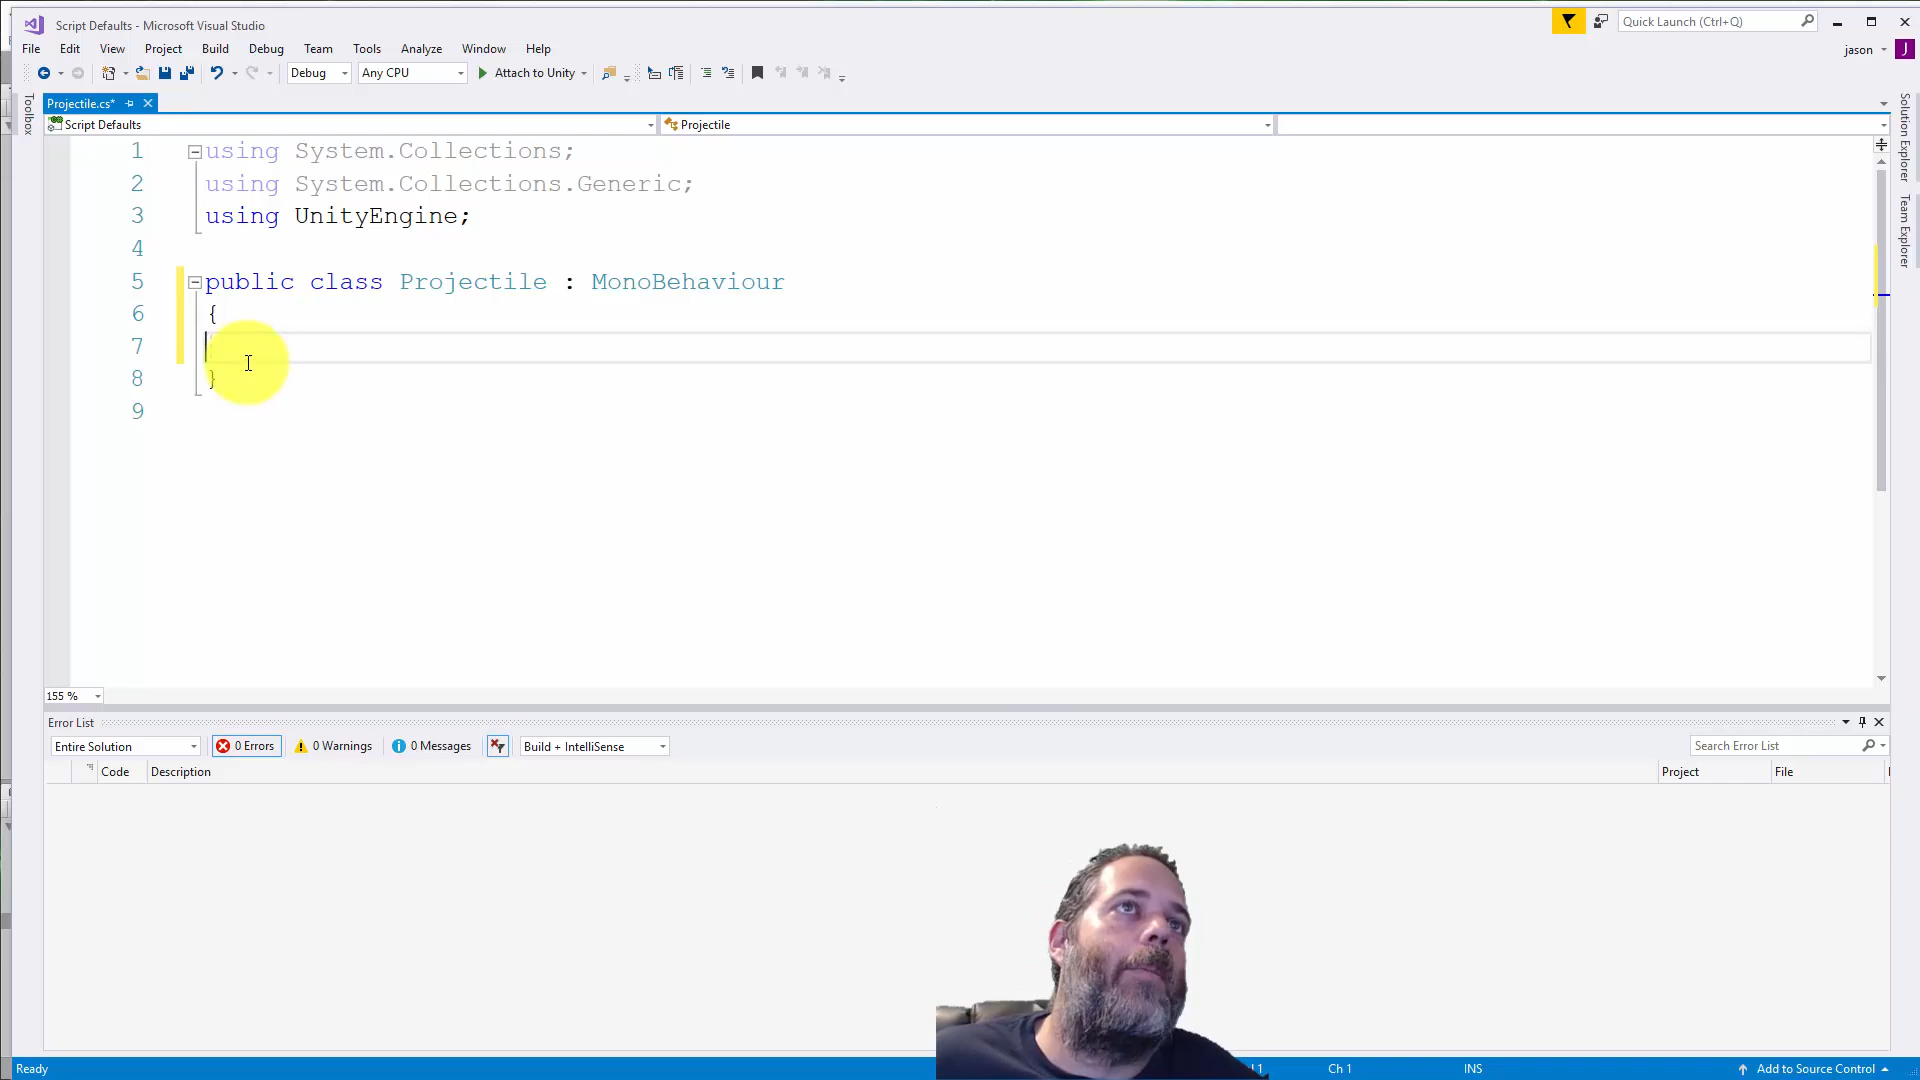 Script Defaults - Microsoft Visual Studio
Quick Launch (Ctrl+Q)
File Edit View Project Build Debug Team Tools Analyze Window Help
jason J
Debug Any CPU Attach to Unity
Projectile.cs*
Toolbox
Solution Explorer
Team Explorer
Script Defaults Projectile
1 using System.Collections;
2 using System.Collections.Generic;
3 using UnityEngine;
4
5 public class Projectile : MonoBehaviour
6 {
7
8 }
9
155 %
Error List
Entire Solution 0 Errors 0 Warnings 0 Messages Build + IntelliSense Search Error List
Code Description Project File
Ready Ch 1 INS Add to Source Control